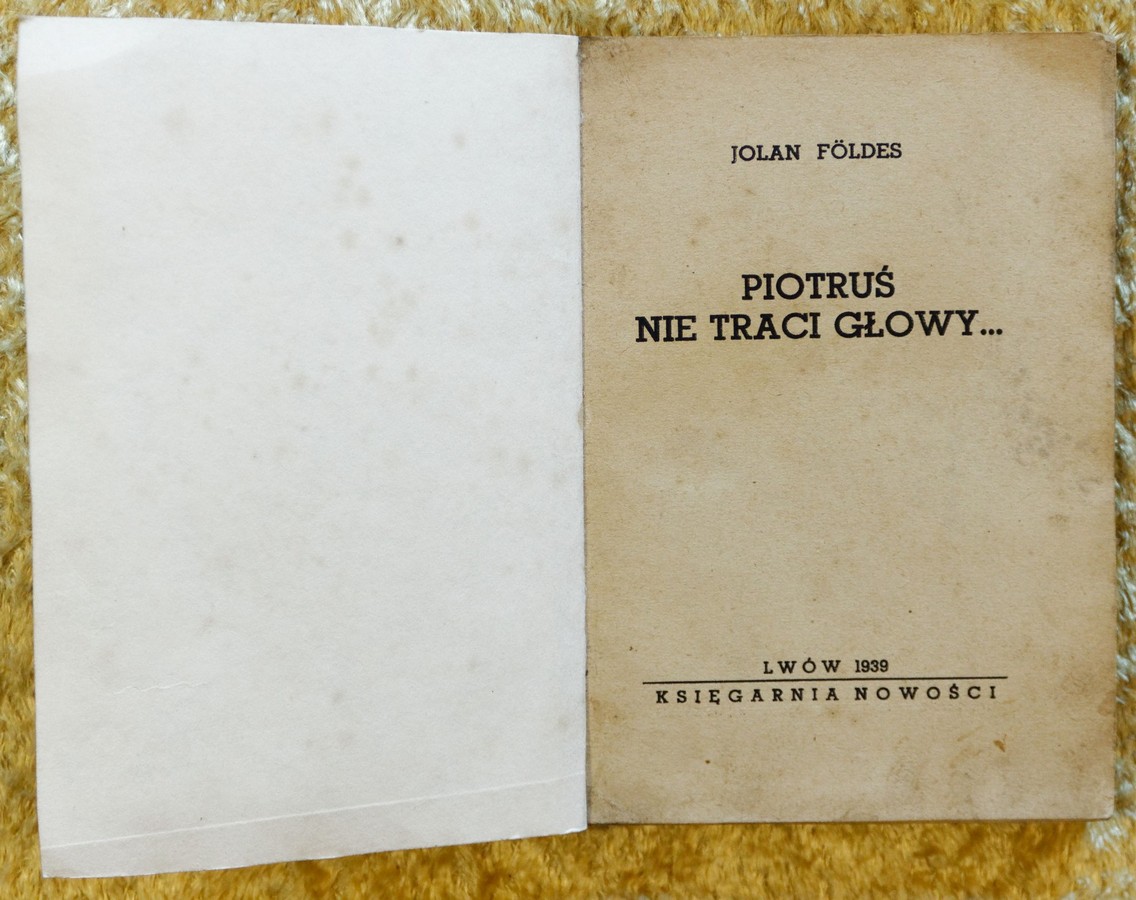 JOLAN FÖLDES
PIOTRUŚ
NIE TRACI GŁOWY...
LWÓW 1939
KSIĘGARNIA NOWOŚCI